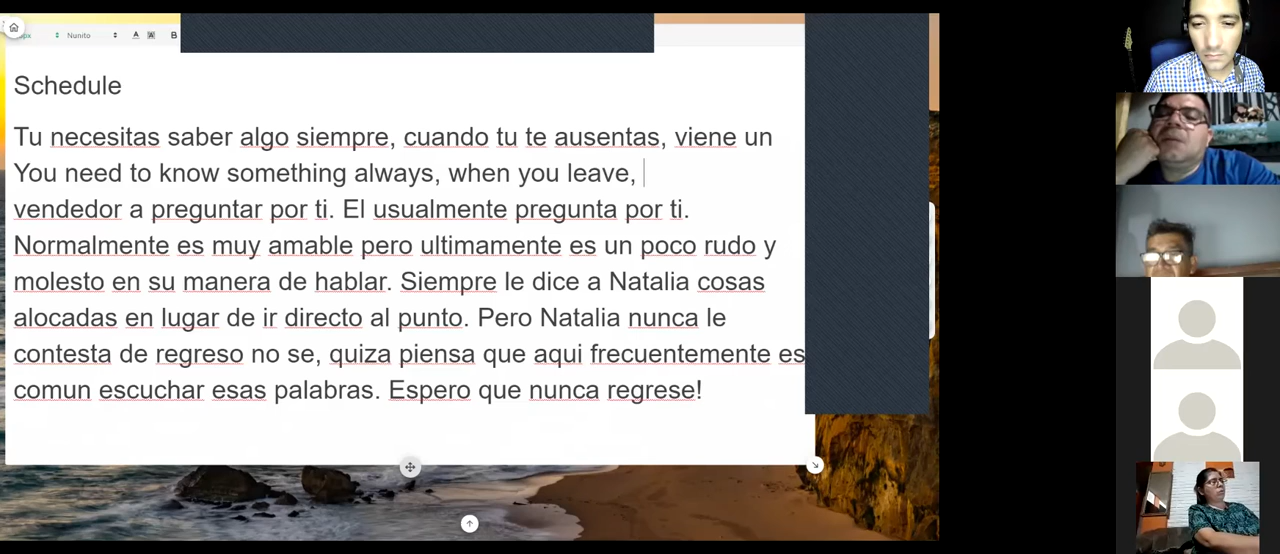 px Nunito A A B
Schedule
Tu necesitas saber algo siempre, cuando tu te ausentas, viene un
You need to know something always, when you leave,
vendedor a preguntar por ti. El usualmente pregunta por ti.
Normalmente es muy amable pero ultimamente es un poco rudo y
molesto en su manera de hablar. Siempre le dice a Natalia cosas
alocadas en lugar de ir directo al punto. Pero Natalia nunca le
contesta de regreso no se, quiza piensa que aqui frecuentemente es
comun escuchar esas palabras. Espero que nunca regrese!